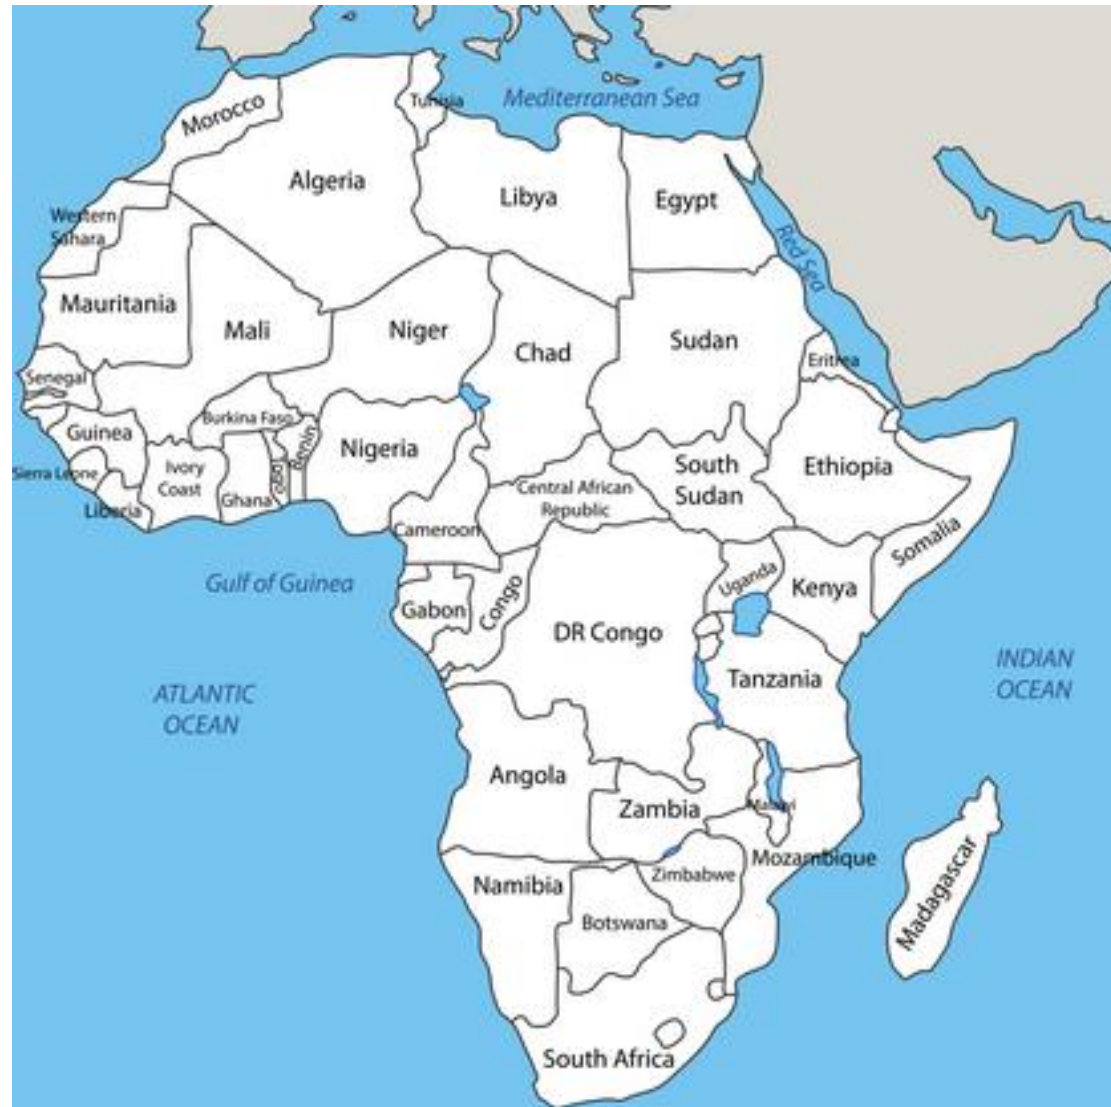 Mediterranean Sea
Tunisia
Morocco
Algeria
Libya
Egypt
Western
Sahara
Red Sea
Mauritania
Mali
Niger
Chad
Sudan
Eritrea
Senegal
Burkina Faso
Guinea
Nigeria
Benin
Togo
Ivory
Coast
Ghana
Sierra Leone
Liberia
South
Sudan
Ethiopia
Central African
Republic
Cameroon
Somalia
Gulf of Guinea
Gabon
Congo
Uganda
Kenya
DR Congo
INDIAN
OCEAN
Tanzania
ATLANTIC
OCEAN
Angola
Zambia
Malawi
Mozambique
Zimbabwe
Namibia
Botswana
Madagascar
South Africa